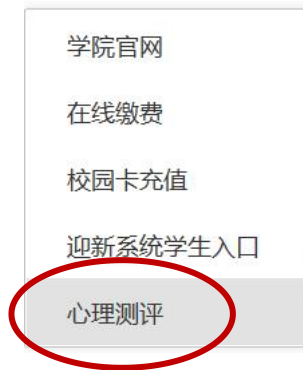 学院官网
在线缴费
校园卡充值
迎新系统学生入口
心理测评